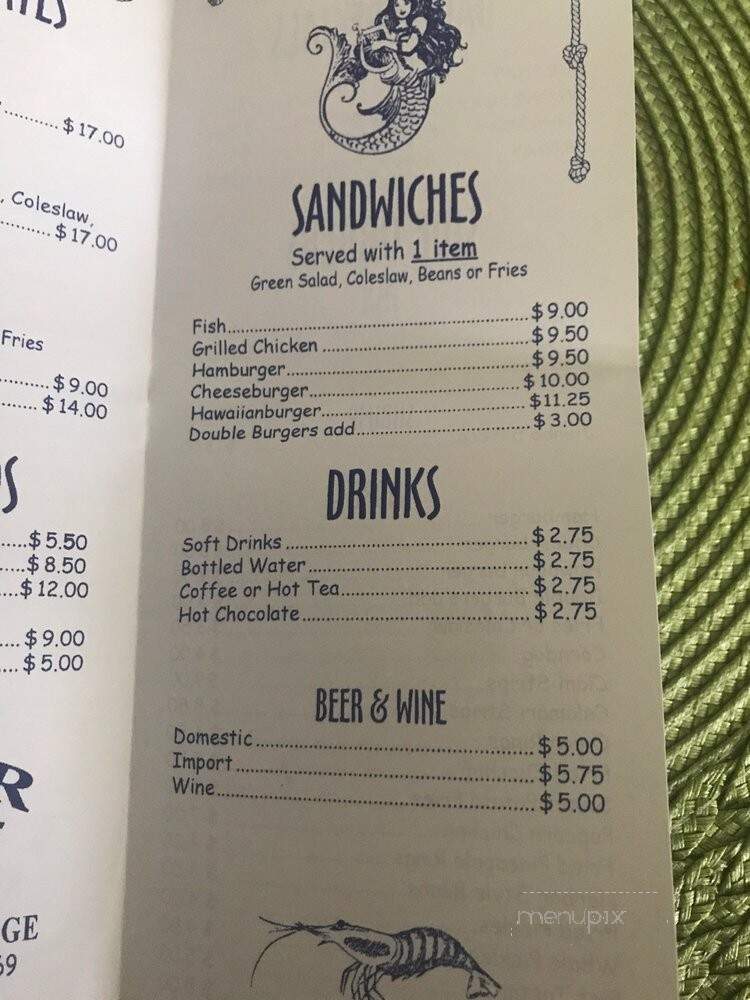 $17.00
, Coleslaw,
$17.00
Fries
$9.00
$14.00
$5.50
$8.50
$12.00
$9.00
$5.00
GE
69
SANDWICHES
Served with 1 item
Green Salad, Coleslaw, Beans or Fries
Fish $9.00
Grilled Chicken $9.50
Hamburger $9.50
Cheeseburger $10.00
Hawaiianburger $11.25
Double Burgers add $3.00
DRINKS
Soft Drinks $2.75
Bottled Water $2.75
Coffee or Hot Tea $2.75
Hot Chocolate $2.75
BEER & WINE
Domestic $5.00
Import $5.75
Wine $5.00
menupix